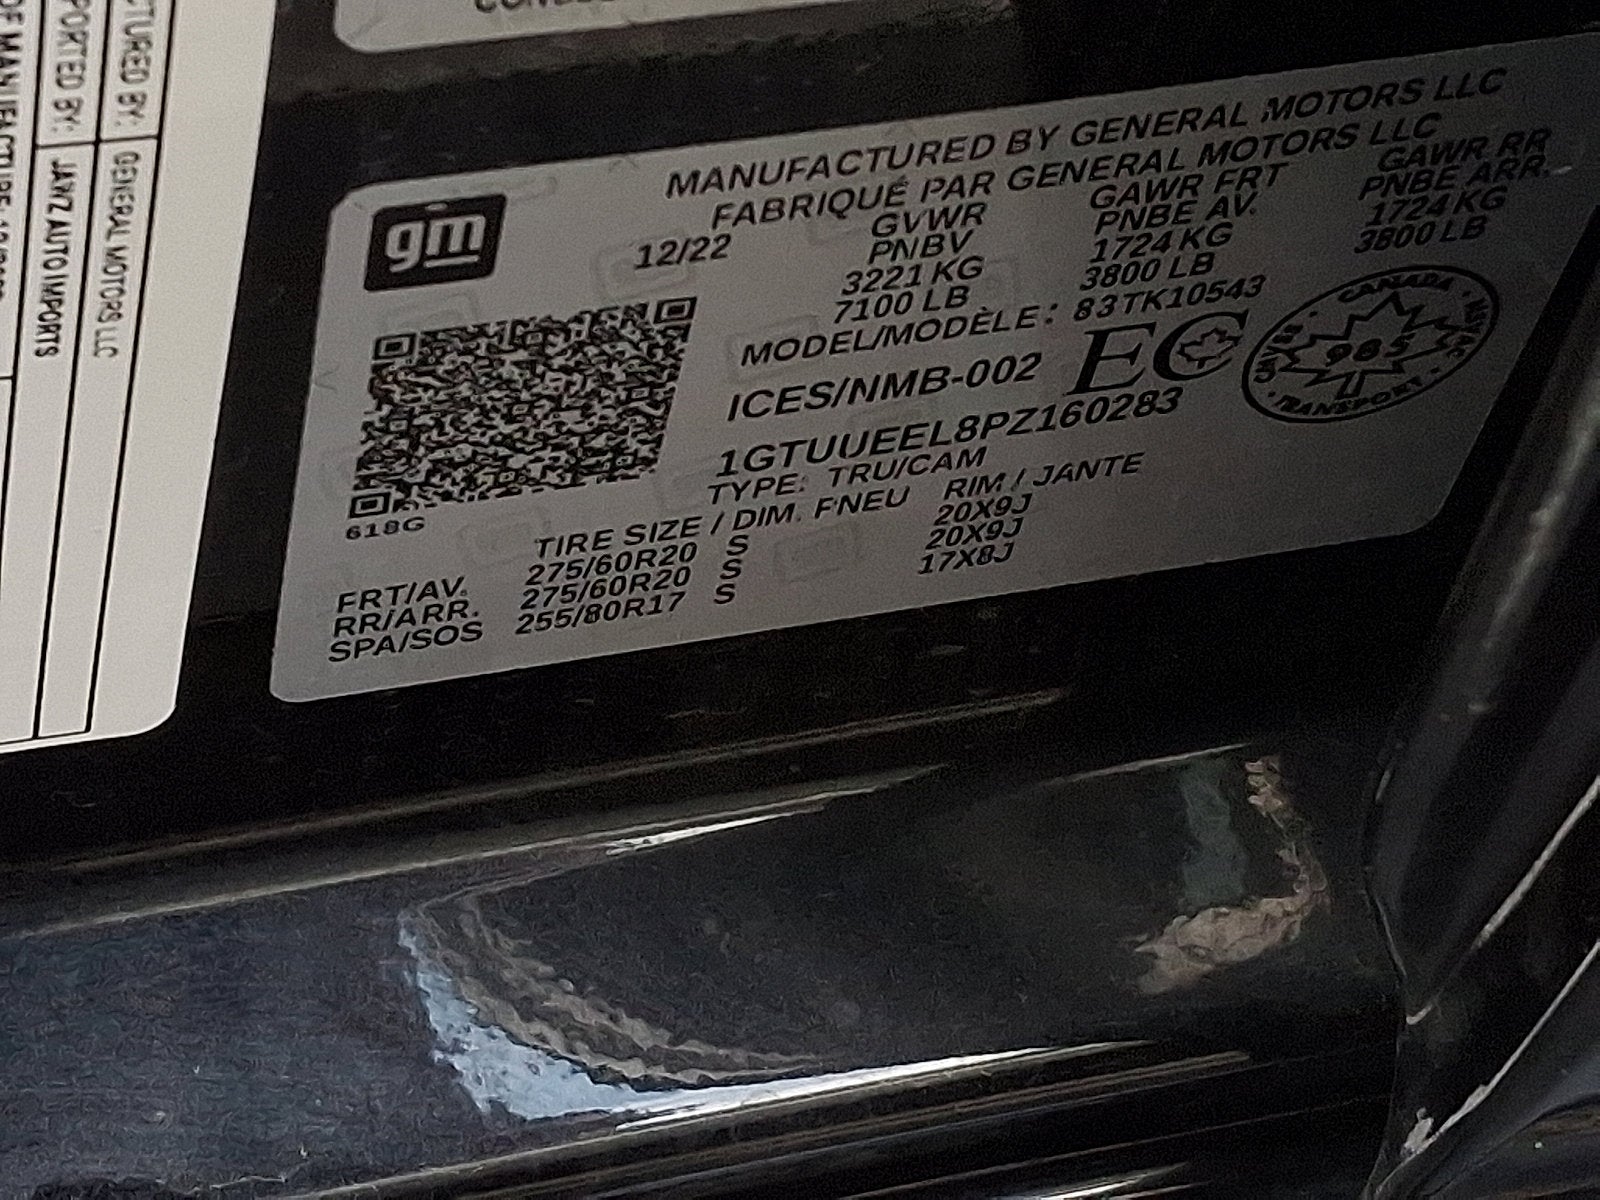 MANUFACTURED BY GENERAL MOTORS LLC
FABRIQUÉ PAR GENERAL MOTORS LLC
gm
12/22
GVWR
PNBV
3221 KG
7100 LB
GAWR FRT
PNBE AV.
1724 KG
3800 LB
GAWR RR
PNBE ARR.
1724 KG
3800 LB
MODEL/MODÈLE: 83TK10543
ICES/NMB-002
EC
CANADA
985
TRANSPORT
1GTUUEEL8PZ160283
TYPE: TRU/CAM
618G
TIRE SIZE / DIM. PNEU RIM / JANTE
FRT/AV. 275/60R20 S 20X9J
RR/ARR. 275/60R20 S 20X9J
SPA/SOS 255/80R17 S 17X8J
BY: GENERAL MOTORS LLC
BY: JAWZ AUTO IMPORTS